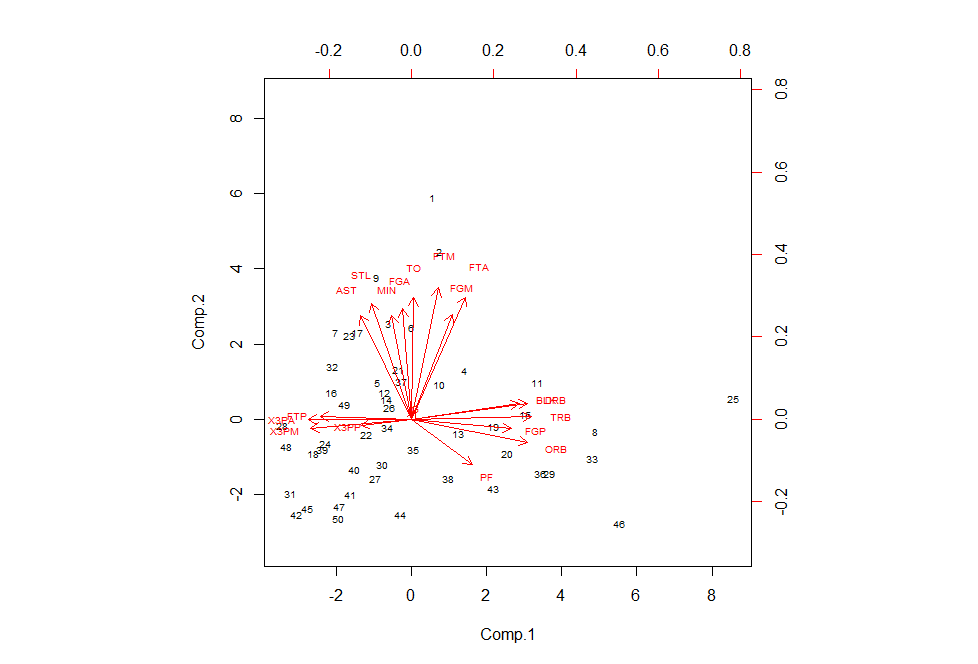 -0.2 0.0 0.2 0.4 0.6 0.8
8 0.8
6 1 0.6
2 FTM
4 STL 9 FGA TO FTA 0.4
AST MIN FGM
3 6
7 23 17
2 0.2
32 21 4
16 5 37 10 11
12
49 14 26 25
BLK DRB
0 X3PA FTP 15 TRB 0.0
28 X3PM X3PP 34 19 FGP 8
22 13
48 24 39 35 20 ORB
18 33
40 30 36 29
27 38 PF
-2 31 41 43 -0.2
45 47
42 50 44 46
-2 0 2 4 6 8
Comp.1
Comp.2